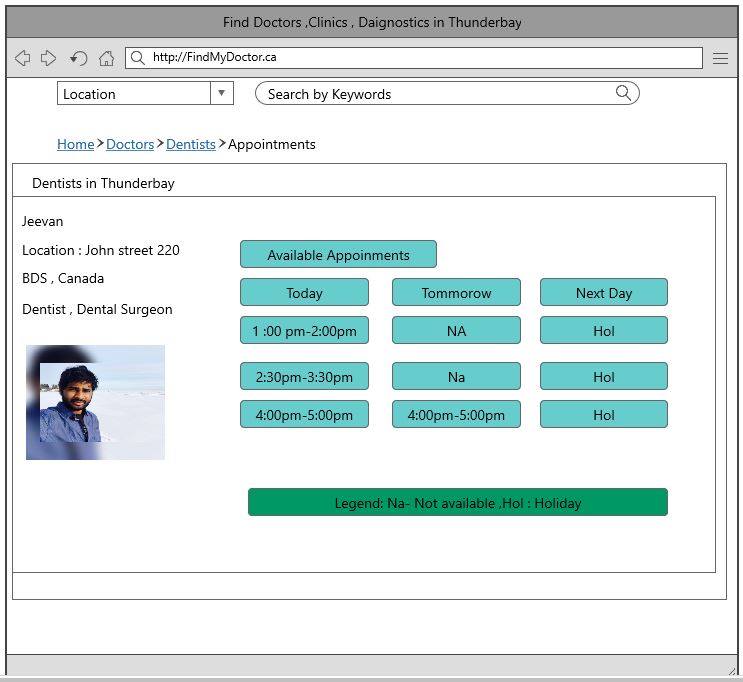 Find Doctors ,Clinics , Daignostics in Thunderbay
http://FindMyDoctor.ca
Location
Search by Keywords
Home > Doctors > Dentists > Appointments
Dentists in Thunderbay
Jeevan
Location : John street 220
BDS , Canada
Dentist , Dental Surgeon
Available Appoinments
Today Tommorow Next Day
1 :00 pm-2:00pm NA Hol
2:30pm-3:30pm Na Hol
4:00pm-5:00pm 4:00pm-5:00pm Hol
Legend: Na- Not available ,Hol : Holiday